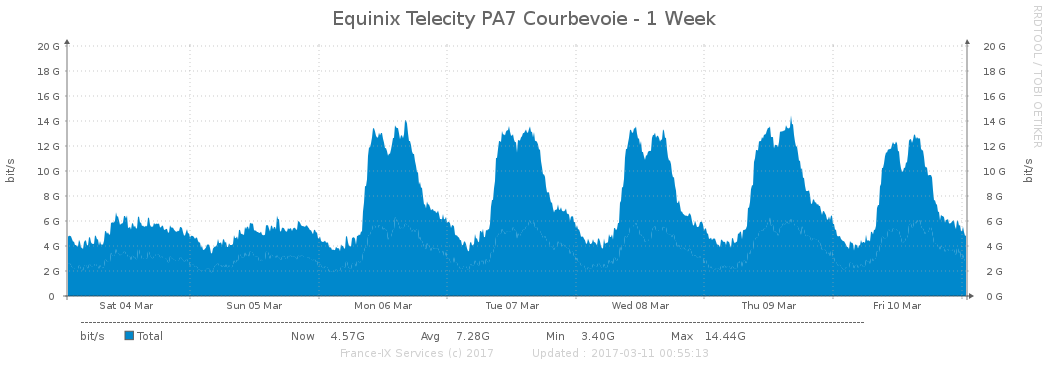 Equinix Telecity PA7 Courbevoie - 1 Week
RRDTOOL / TOBI OETIKER
20 G 20 G
18 G 18 G
16 G 16 G
14 G 14 G
12 G 12 G
10 G 10 G
8 G 8 G
6 G 6 G
4 G 4 G
2 G 2 G
0 0 G
bit/s
bit/s
Sat 04 Mar Sun 05 Mar Mon 06 Mar Tue 07 Mar Wed 08 Mar Thu 09 Mar Fri 10 Mar
bit/s Total Now 4.57G Avg 7.28G Min 3.40G Max 14.44G
France-IX Services (c) 2017 Updated : 2017-03-11 00:55:13